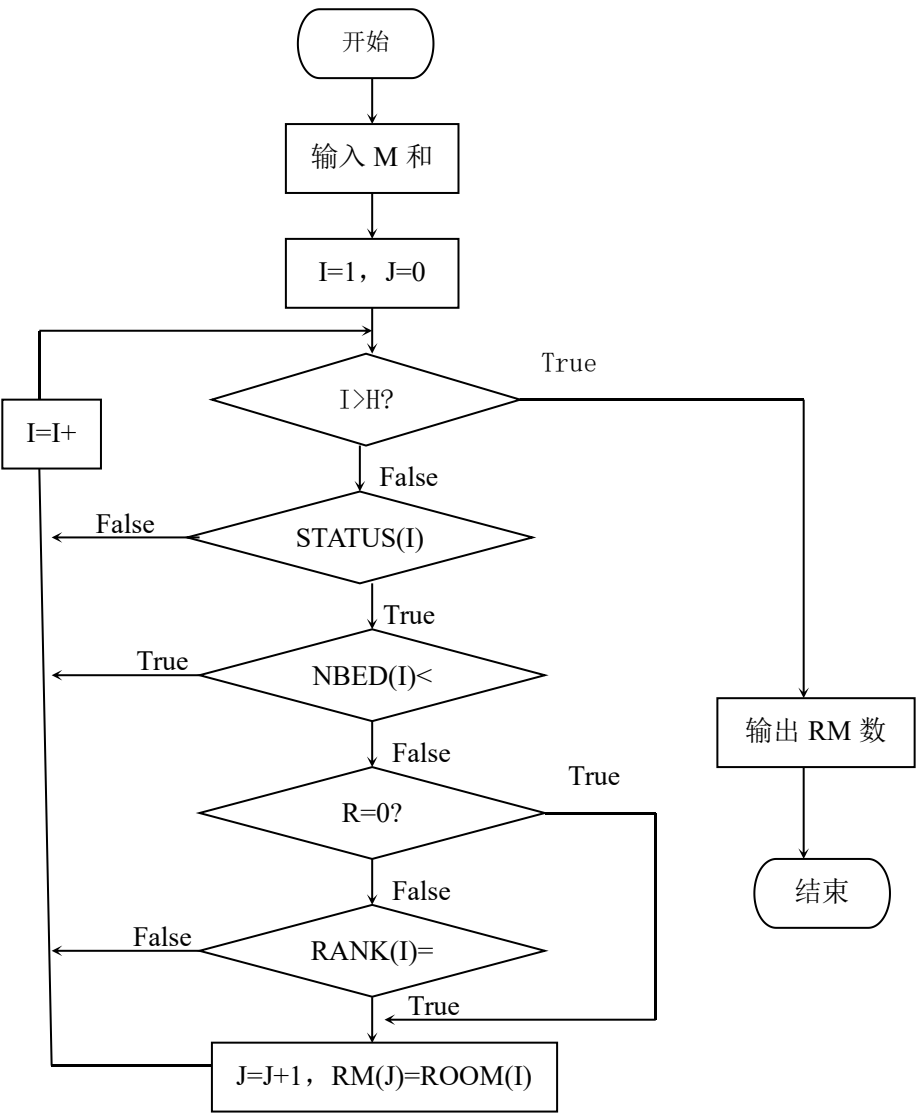 开始
输入 M 和
I=1，J=0
True
I>H?
I=I+
False
False
STATUS(I)
True
True
NBED(I)<
输出 RM 数
False
True
R=0?
False
结束
False
RANK(I)=
True
J=J+1，RM(J)=ROOM(I)